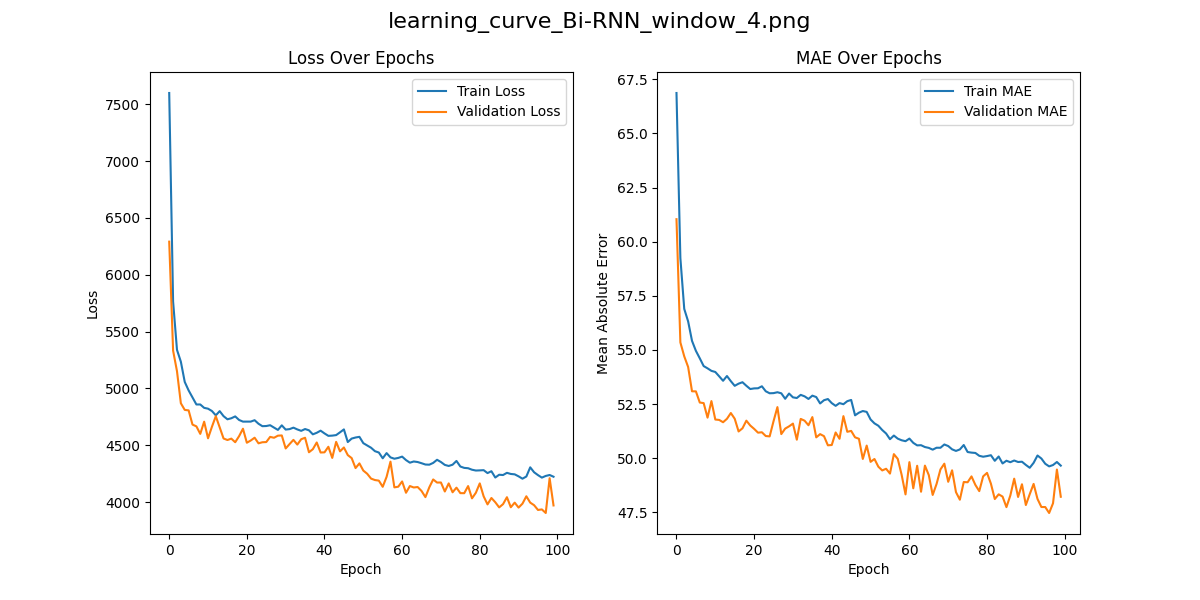 learning_curve_Bi-RNN_window_4.png
Loss Over Epochs
Train Loss
Validation Loss
7500
7000
6500
6000
5500
5000
4500
4000
Loss
0 20 40 60 80 100
Epoch
MAE Over Epochs
Train MAE
Validation MAE
67.5
65.0
62.5
60.0
57.5
55.0
52.5
50.0
47.5
Mean Absolute Error
0 20 40 60 80 100
Epoch